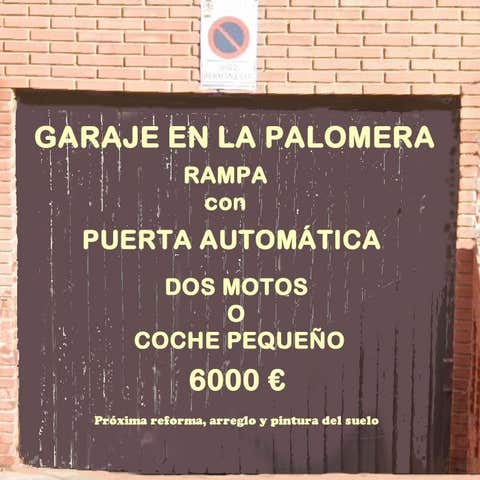 GARAJE EN LA PALOMERA
RAMPA
con
PUERTA AUTOMÁTICA
DOS MOTOS
O
COCHE PEQUEÑO
6000 €
Próxima reforma, arreglo y pintura del suelo